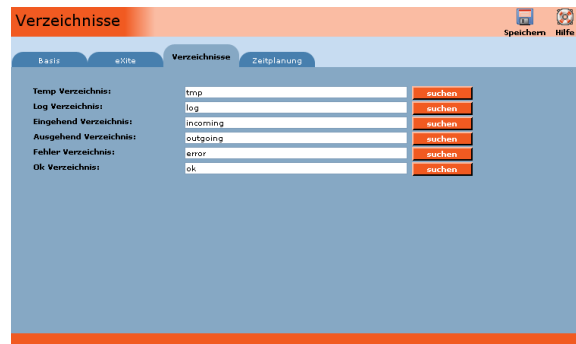 Verzeichnisse
Speichern Hilfe
Basis eXite Verzeichnisse Zeitplanung
Temp Verzeichnis: tmp suchen
Log Verzeichnis: log suchen
Eingehend Verzeichnis: incoming suchen
Ausgehend Verzeichnis: outgoing suchen
Fehler Verzeichnis: error suchen
Ok Verzeichnis: ok suchen